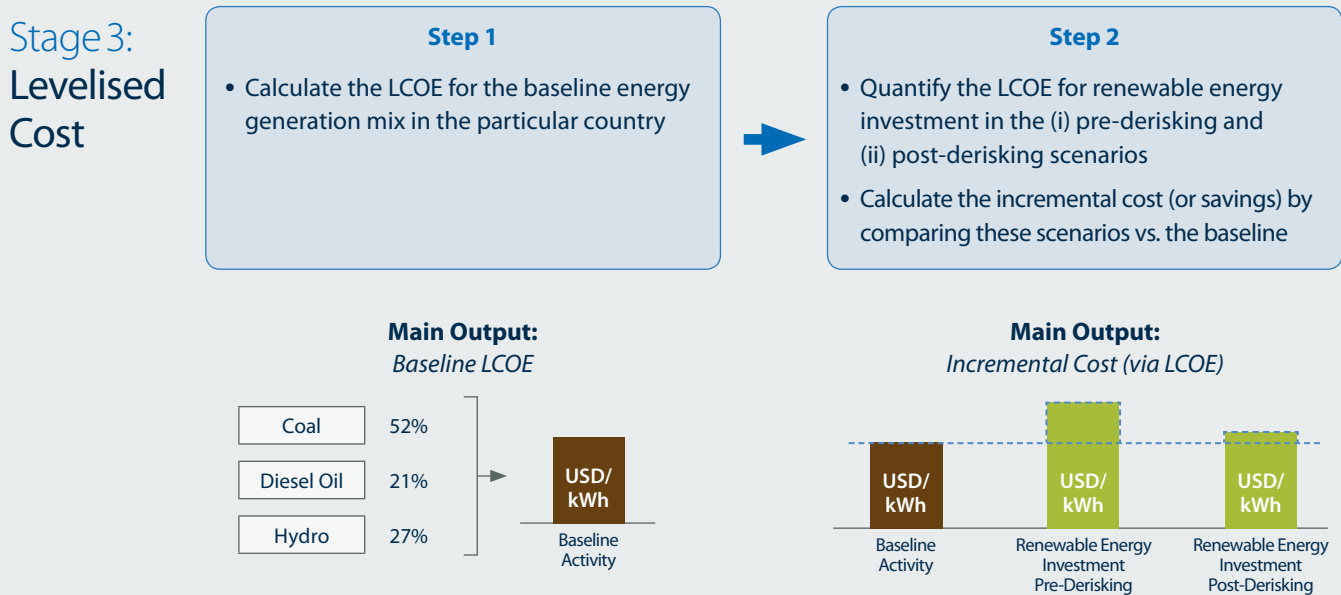 Stage 3:
Levelised
Cost
Step 1
• Calculate the LCOE for the baseline energy
generation mix in the particular country
Step 2
• Quantify the LCOE for renewable energy
investment in the (i) pre-derisking and
(ii) post-derisking scenarios
• Calculate the incremental cost (or savings) by
comparing these scenarios vs. the baseline
Main Output:
Baseline LCOE
Coal 52%
Diesel Oil 21%
Hydro 27%
USD/
kWh
Baseline
Activity
Main Output:
Incremental Cost (via LCOE)
USD/
kWh
Baseline
Activity
USD/
kWh
Renewable Energy
Investment
Pre-Derisking
USD/
kWh
Renewable Energy
Investment
Post-Derisking